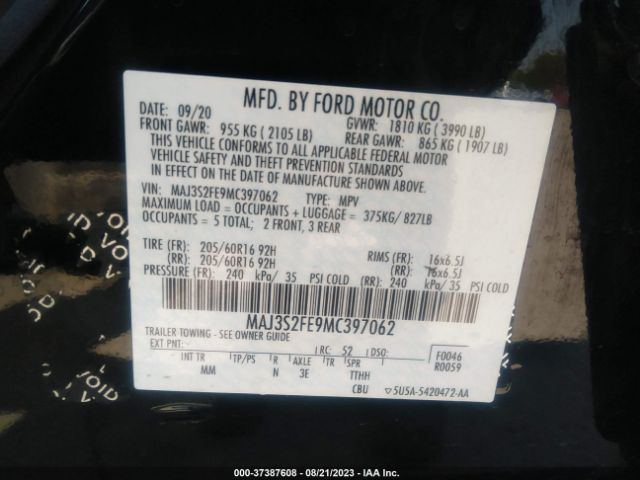 MFD. BY FORD MOTOR CO.
DATE: 09/20
GVWR: 1810 KG ( 3990 LB)
FRONT GAWR: 955 KG ( 2105 LB)
REAR GAWR: 865 KG ( 1907 LB)
THIS VEHICLE CONFORMS TO ALL APPLICABLE FEDERAL MOTOR
VEHICLE SAFETY AND THEFT PREVENTION STANDARDS
IN EFFECT ON THE DATE OF MANUFACTURE SHOWN ABOVE.
VIN: MAJ3S2FE9MC397062 TYPE: MPV
MAXIMUM LOAD = OCCUPANTS + LUGGAGE = 375KG/ 827LB
OCCUPANTS = 5 TOTAL; 2 FRONT, 3 REAR
TIRE (FR): 205/60R16 92H RIMS (FR): 16x6.5J
(RR): 205/60R16 92H (RR): 16x6.5J
PRESSURE (FR): 240 kPa/ 35 PSI COLD (RR): 240 kPa/ 35 PSI COLD
MAJ3S2FE9MC397062
TRAILER TOWING - SEE OWNER GUIDE
EXT PNT: RC: 52 DSO: F0046
R0059
INT TR TP/PS R AXLE TR SPR
MM N 3E TTHH
CBU 5U5A-5420472-AA
VOID
000-37387608 - 08/21/2023 - IAA Inc.